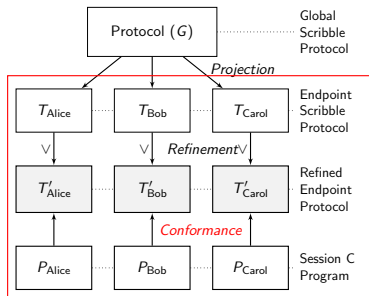 Protocol (G)
Global
Scribble
Protocol
Projection
T_Alice
T_Bob
T_Carol
Endpoint
Scribble
Protocol
∨ ∨ Refinement ∨
T′_Alice
T′_Bob
T′_Carol
Refined
Endpoint
Protocol
Conformance
P_Alice
P_Bob
P_Carol
Session C
Program